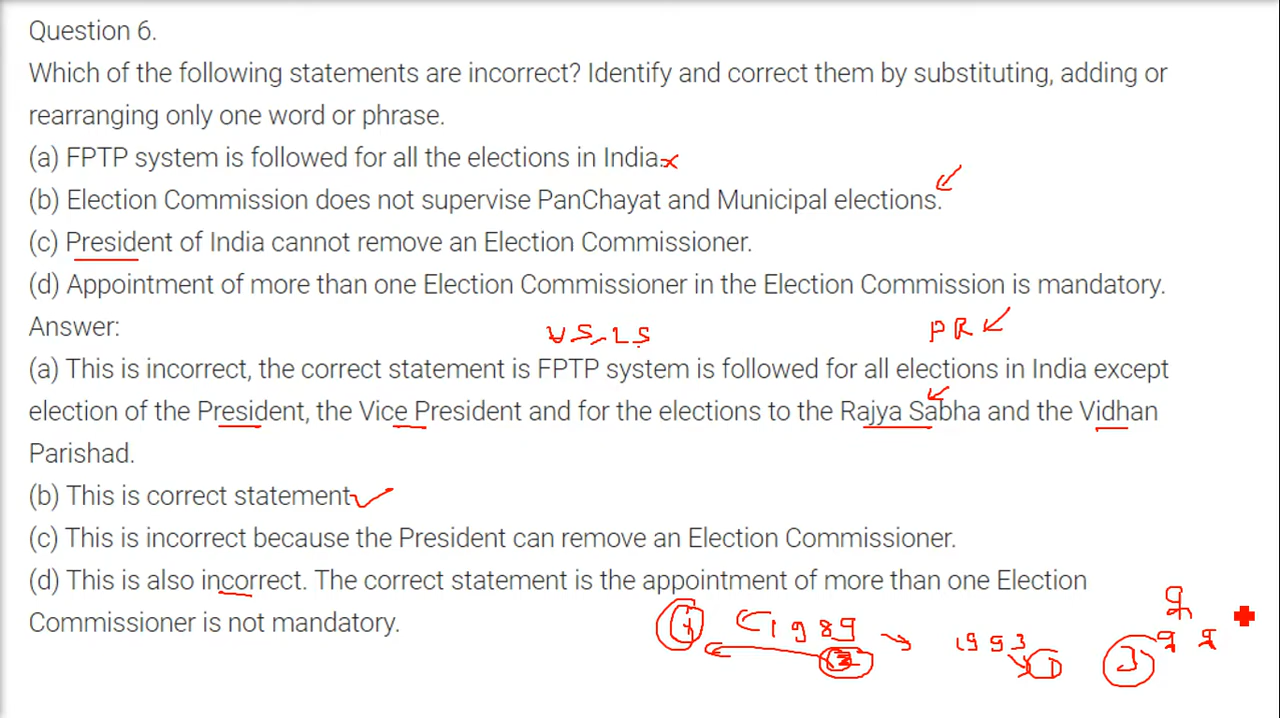 Question 6.
Which of the following statements are incorrect? Identify and correct them by substituting, adding or
rearranging only one word or phrase.
(a) FPTP system is followed for all the elections in India.
(b) Election Commission does not supervise PanChayat and Municipal elections.
(c) President of India cannot remove an Election Commissioner.
(d) Appointment of more than one Election Commissioner in the Election Commission is mandatory.
Answer:
VS, LS PR
(a) This is incorrect, the correct statement is FPTP system is followed for all elections in India except
election of the President, the Vice President and for the elections to the Rajya Sabha and the Vidhan
Parishad.
(b) This is correct statement
(c) This is incorrect because the President can remove an Election Commissioner.
(d) This is also incorrect. The correct statement is the appointment of more than one Election
Commissioner is not mandatory.
1989 1993